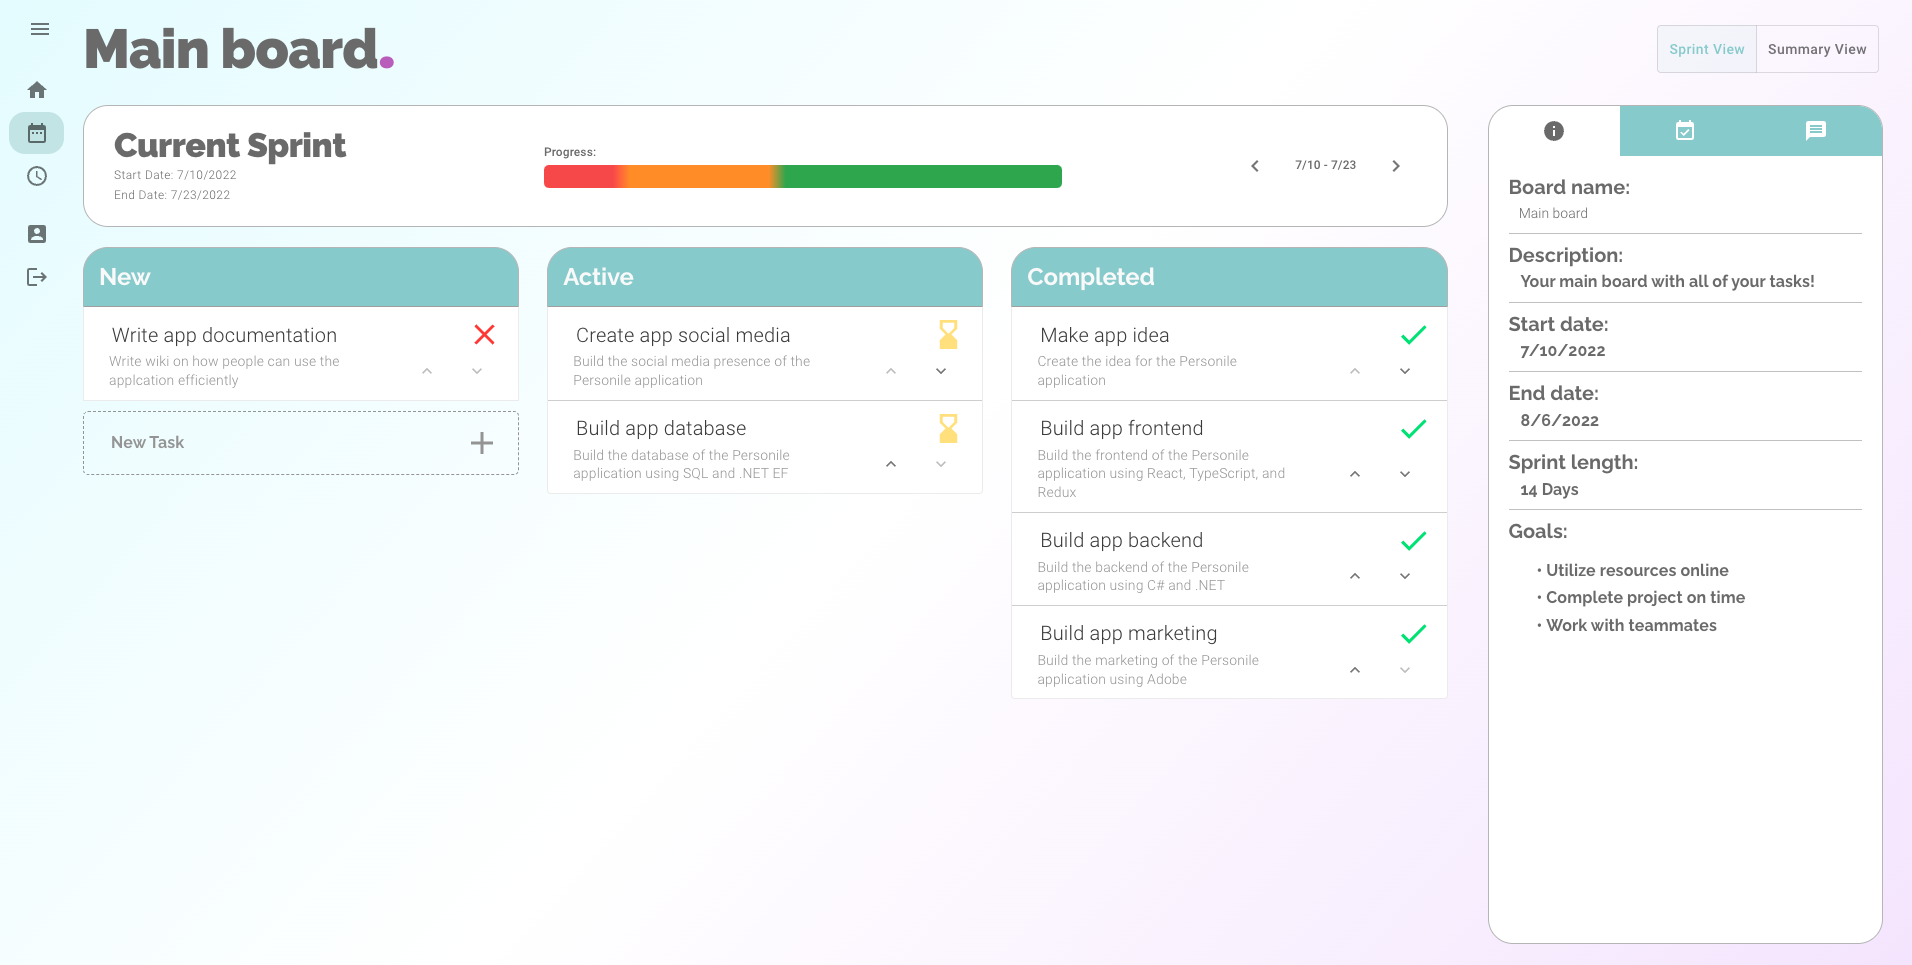 Main board.
Sprint View
Summary View
Current Sprint
Start Date: 7/10/2022
End Date: 7/23/2022
Progress:
7/10 - 7/23
New
Write app documentation
Write wiki on how people can use the
applcation efficiently
New Task
Active
Create app social media
Build the social media presence of the
Personile application
Build app database
Build the database of the Personile
application using SQL and .NET EF
Completed
Make app idea
Create the idea for the Personile
application
Build app frontend
Build the frontend of the Personile
application using React, TypeScript, and
Redux
Build app backend
Build the backend of the Personile
application using C# and .NET
Build app marketing
Build the marketing of the Personile
application using Adobe
Board name:
Main board
Description:
Your main board with all of your tasks!
Start date:
7/10/2022
End date:
8/6/2022
Sprint length:
14 Days
Goals:
• Utilize resources online
• Complete project on time
• Work with teammates